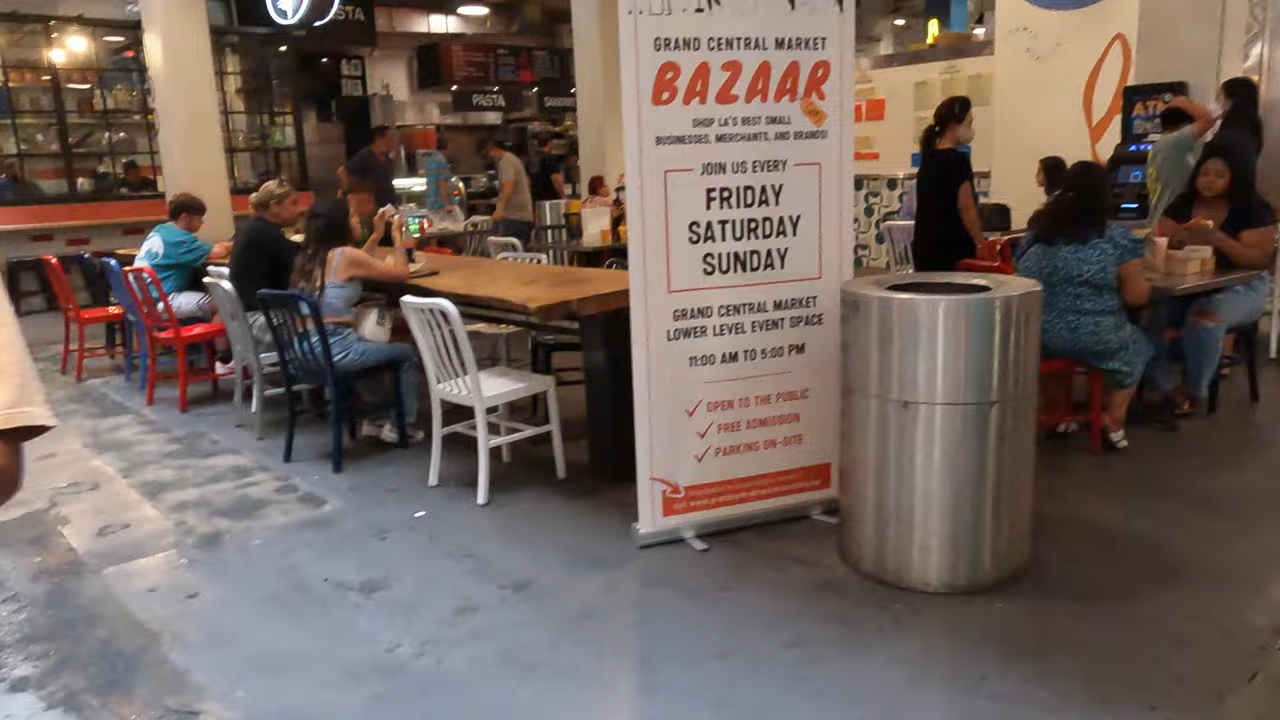 PASTA
PASTA
SANDWI
GRAND CENTRAL MARKET
BAZAAR
SHOP LA'S BEST SMALL
BUSINESSES, MERCHANTS, AND BRANDS!
JOIN US EVERY
FRIDAY
SATURDAY
SUNDAY
GRAND CENTRAL MARKET
LOWER LEVEL EVENT SPACE
11:00 AM TO 5:00 PM
OPEN TO THE PUBLIC
FREE ADMISSION
PARKING ON-SITE
ATM